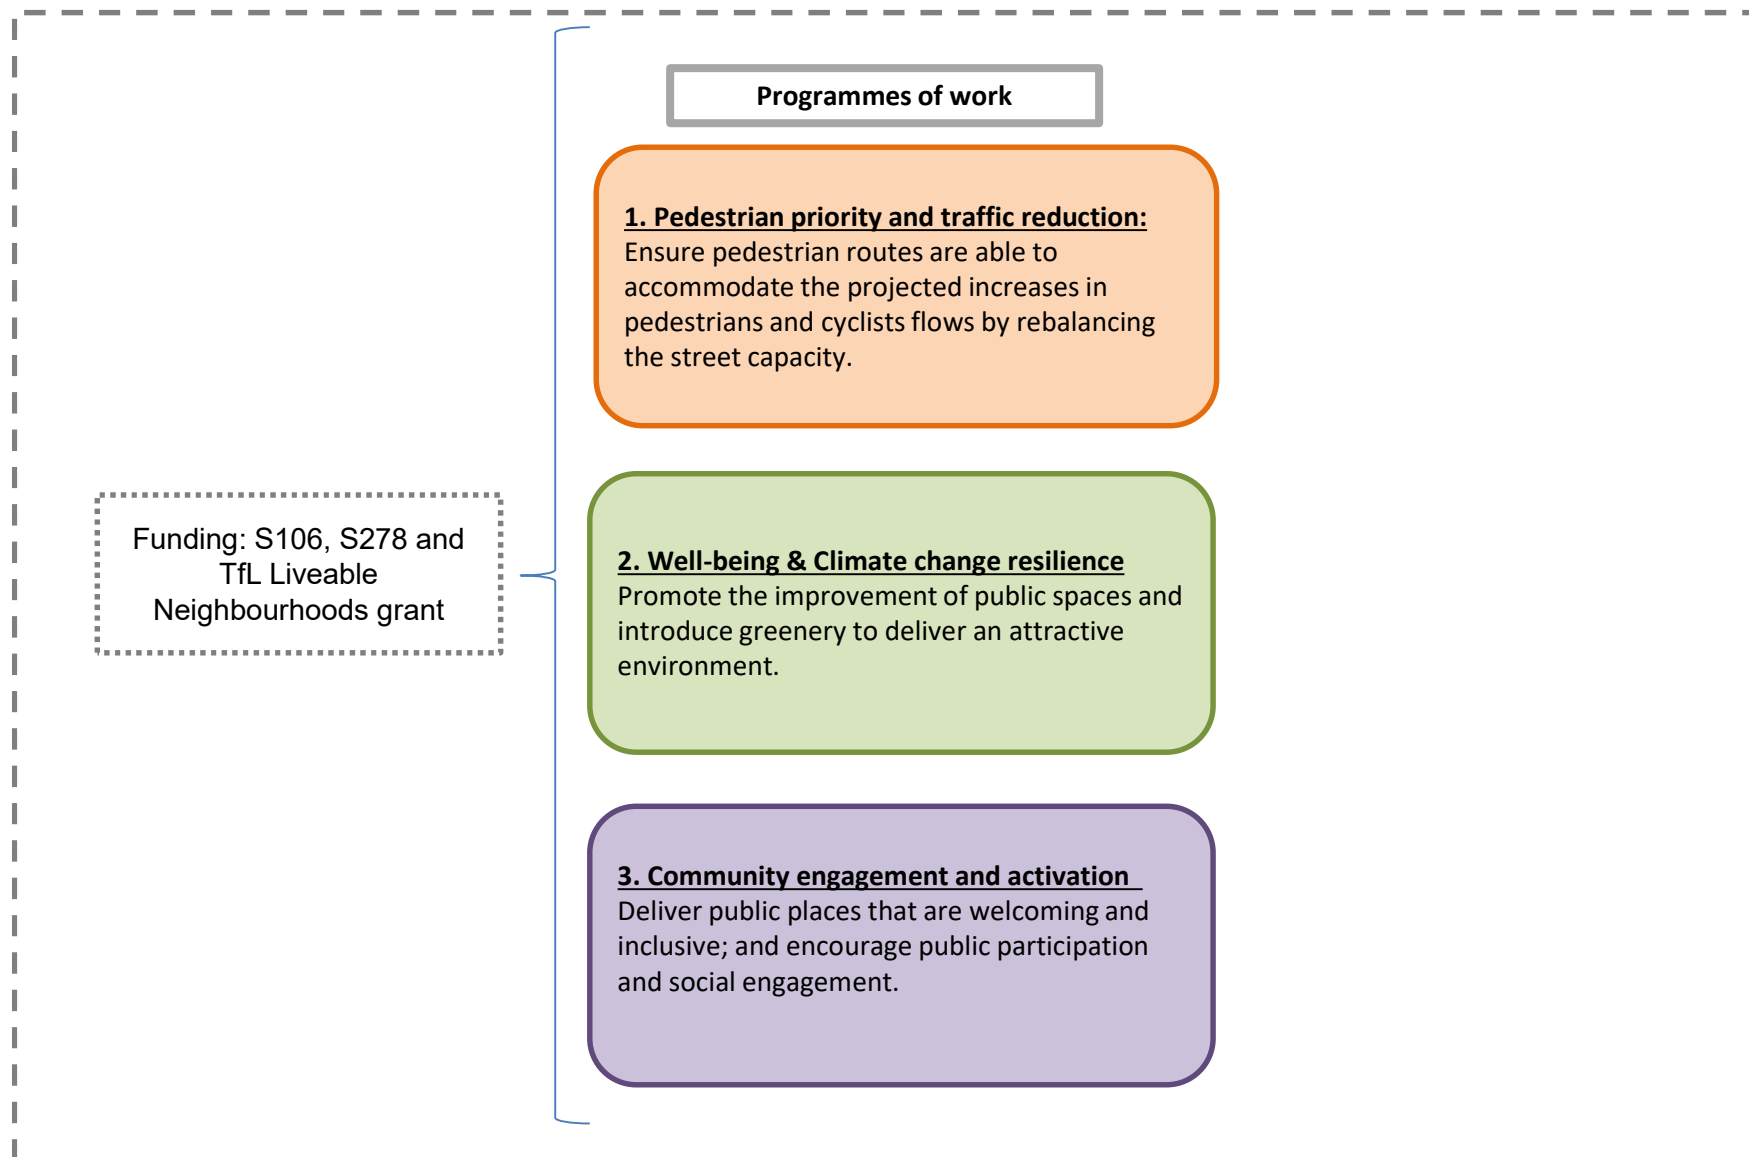 Programmes of work
1. Pedestrian priority and traffic reduction:
Ensure pedestrian routes are able to
accommodate the projected increases in
pedestrians and cyclists flows by rebalancing
the street capacity.
Funding: S106, S278 and
TfL Liveable
Neighbourhoods grant
2. Well-being & Climate change resilience
Promote the improvement of public spaces and
introduce greenery to deliver an attractive
environment.
3. Community engagement and activation
Deliver public places that are welcoming and
inclusive; and encourage public participation
and social engagement.